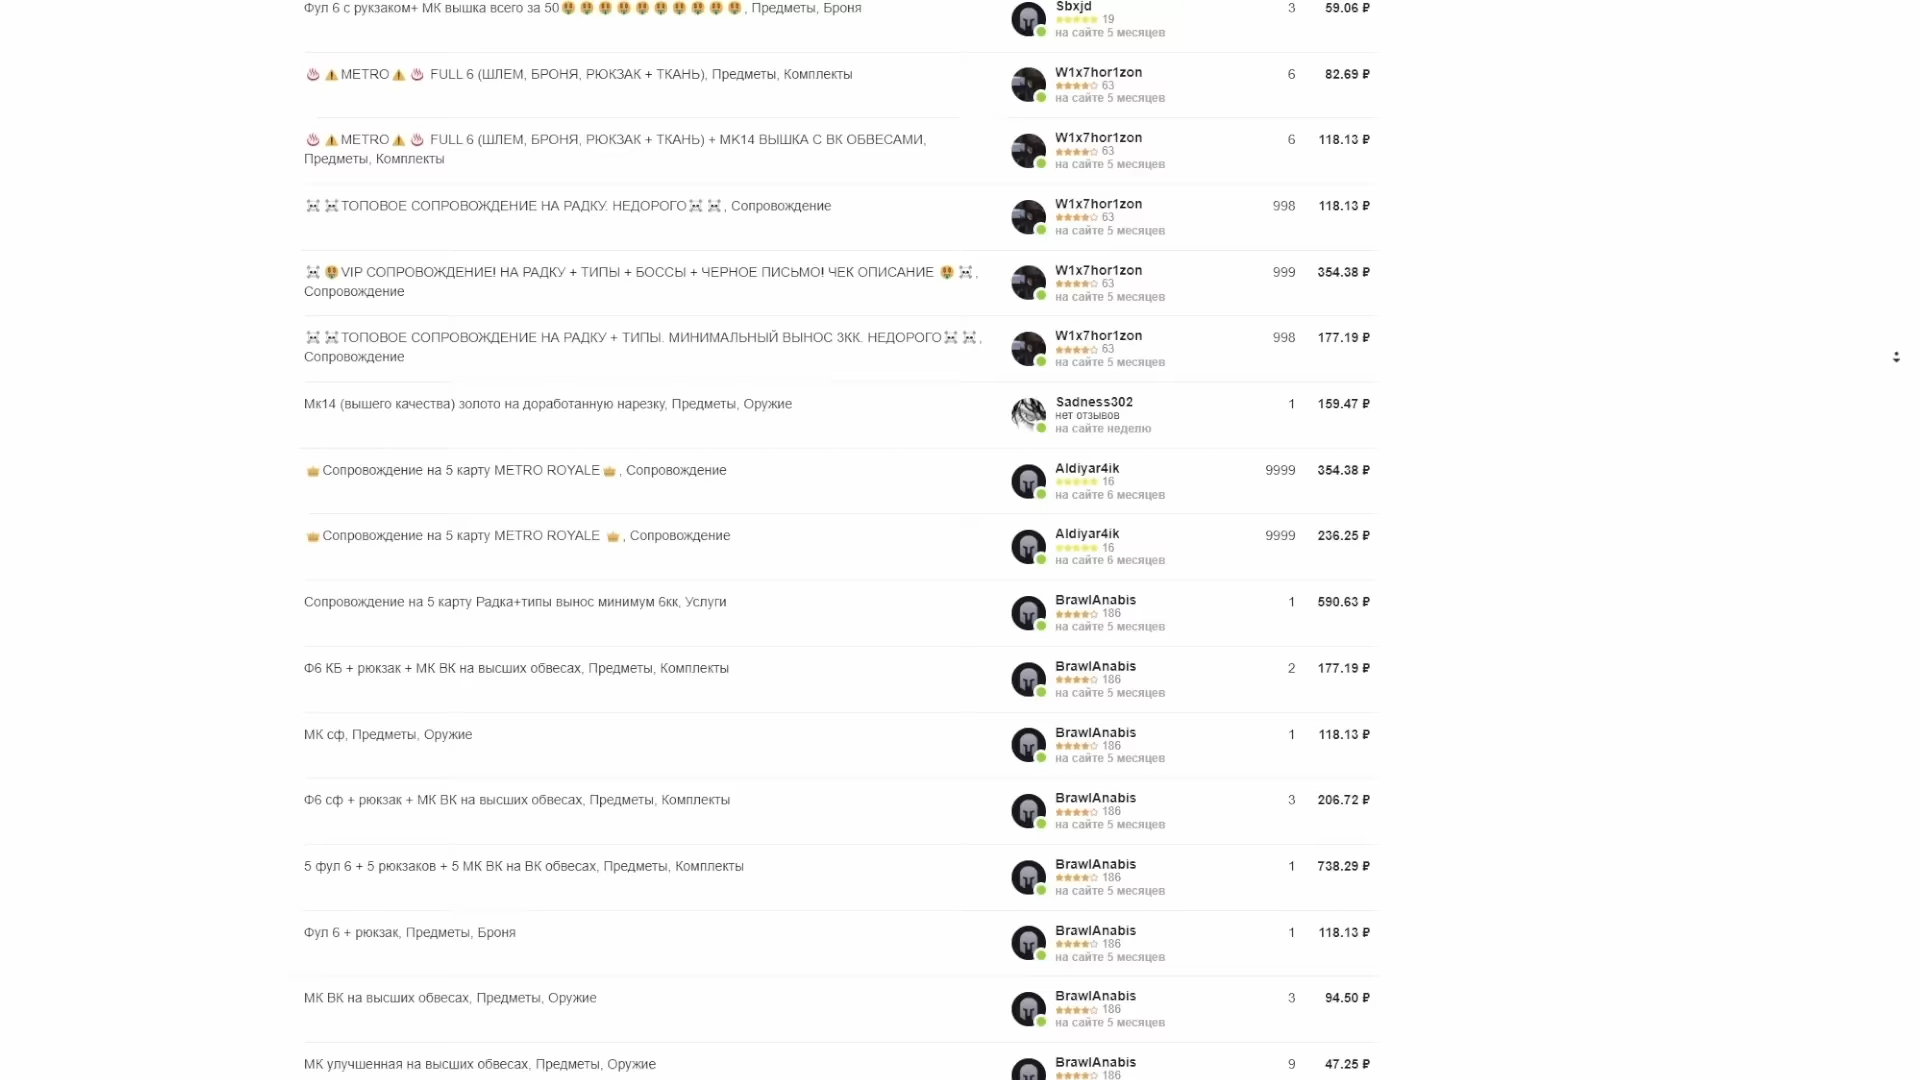 Фул 6 с рукзаком+ МК вышка всего за 50🤑🤑🤑🤑🤑🤑🤑🤑🤑🤑, Предметы, Броня
Sbxjd
19
на сайте 5 месяцев
3
59.06 ₽
♨️⚠️METRO⚠️♨️ FULL 6 (ШЛЕМ, БРОНЯ, РЮКЗАК + ТКАНЬ), Предметы, Комплекты
W1x7hor1zon
63
на сайте 5 месяцев
6
82.69 ₽
♨️⚠️METRO⚠️♨️ FULL 6 (ШЛЕМ, БРОНЯ, РЮКЗАК + ТКАНЬ) + МК14 ВЫШКА С ВК ОБВЕСАМИ,
Предметы, Комплекты
W1x7hor1zon
63
на сайте 5 месяцев
6
118.13 ₽
☠️☠️ТОПОВОЕ СОПРОВОЖДЕНИЕ НА РАДКУ. НЕДОРОГО☠️☠️, Сопровождение
W1x7hor1zon
63
на сайте 5 месяцев
998
118.13 ₽
☠️🤑VIP СОПРОВОЖДЕНИЕ! НА РАДКУ + ТИПЫ + БОССЫ + ЧЕРНОЕ ПИСЬМО! ЧЕК ОПИСАНИЕ 🤑☠️,
Сопровождение
W1x7hor1zon
63
на сайте 5 месяцев
999
354.38 ₽
☠️☠️ТОПОВОЕ СОПРОВОЖДЕНИЕ НА РАДКУ + ТИПЫ. МИНИМАЛЬНЫЙ ВЫНОС 3КК. НЕДОРОГО☠️☠️,
Сопровождение
W1x7hor1zon
63
на сайте 5 месяцев
998
177.19 ₽
Мк14 (вышего качества) золото на доработанную нарезку, Предметы, Оружие
Sadness302
нет отзывов
на сайте неделю
1
159.47 ₽
👑Сопровождение на 5 карту METRO ROYALE👑, Сопровождение
Aldiyar4ik
16
на сайте 6 месяцев
9999
354.38 ₽
👑Сопровождение на 5 карту METRO ROYALE 👑, Сопровождение
Aldiyar4ik
16
на сайте 6 месяцев
9999
236.25 ₽
Сопровождение на 5 карту Радка+типы вынос минимум 6кк, Услуги
BrawlAnabis
186
на сайте 5 месяцев
1
590.63 ₽
Ф6 КБ + рюкзак + МК ВК на высших обвесах, Предметы, Комплекты
BrawlAnabis
186
на сайте 5 месяцев
2
177.19 ₽
МК сф, Предметы, Оружие
BrawlAnabis
186
на сайте 5 месяцев
1
118.13 ₽
Ф6 сф + рюкзак + МК ВК на высших обвесах, Предметы, Комплекты
BrawlAnabis
186
на сайте 5 месяцев
3
206.72 ₽
5 фул 6 + 5 рюкзаков + 5 МК ВК на ВК обвесах, Предметы, Комплекты
BrawlAnabis
186
на сайте 5 месяцев
1
738.29 ₽
Фул 6 + рюкзак, Предметы, Броня
BrawlAnabis
186
на сайте 5 месяцев
1
118.13 ₽
МК ВК на высших обвесах, Предметы, Оружие
BrawlAnabis
186
на сайте 5 месяцев
3
94.50 ₽
МК улучшенная на высших обвесах, Предметы, Оружие
BrawlAnabis
186
9
47.25 ₽